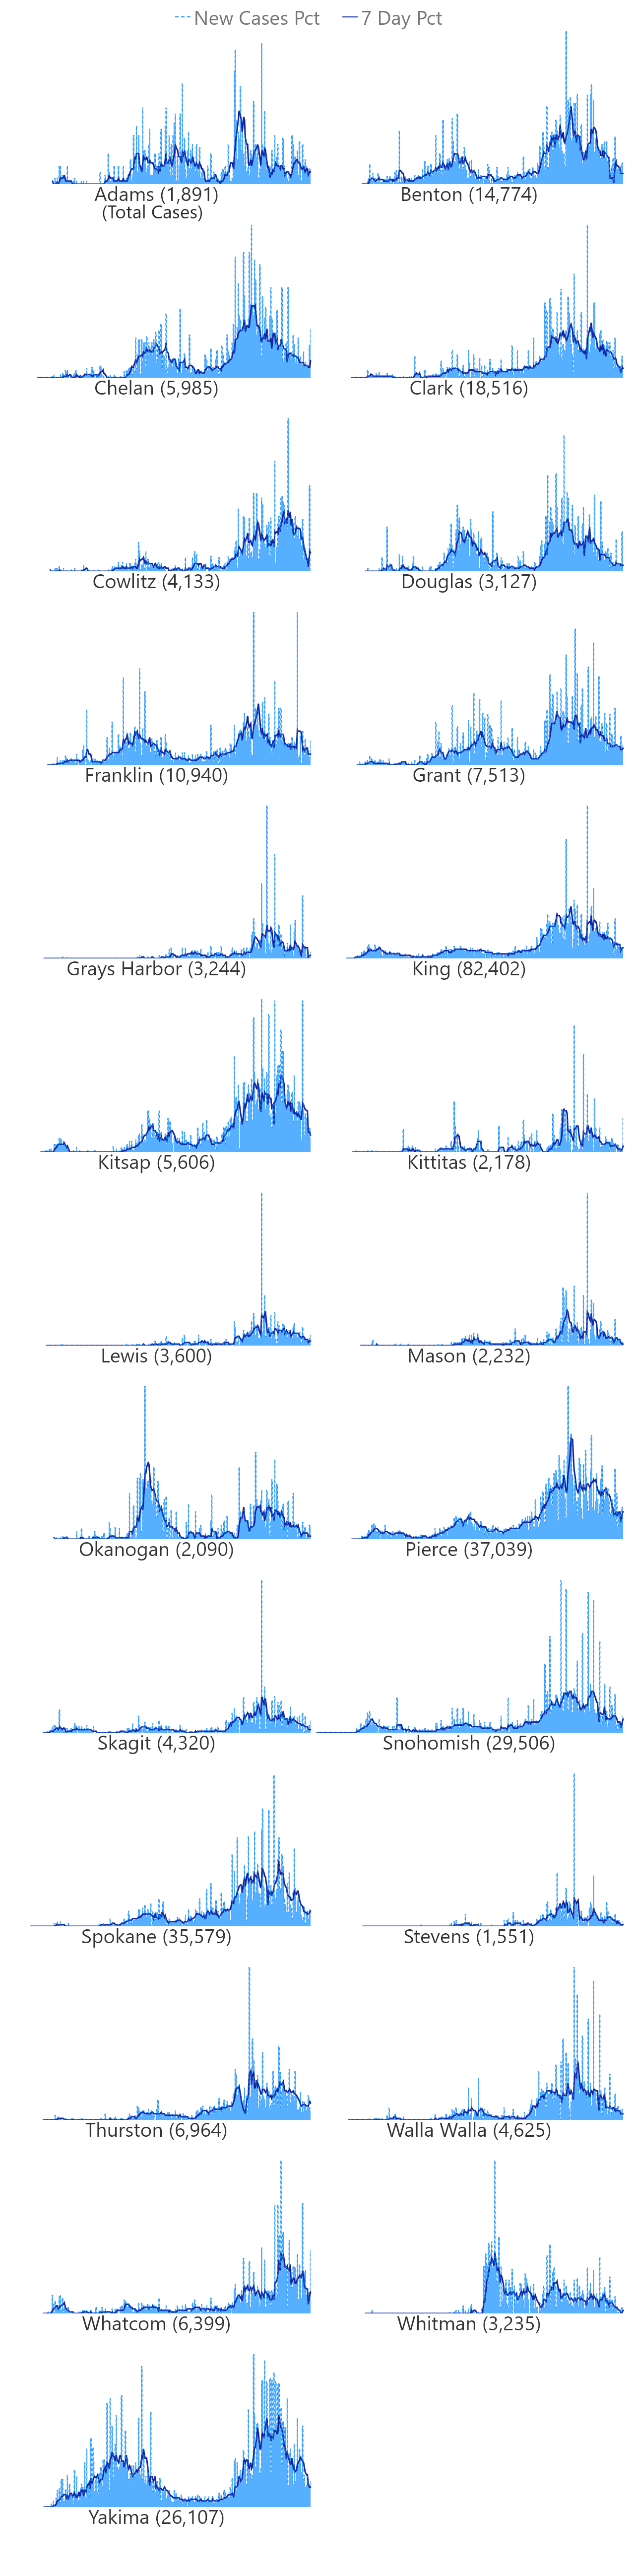 New Cases Pct 7 Day Pct
Adams (1,891) Benton (14,774)
(Total Cases)
Chelan (5,985) Clark (18,516)
Cowlitz (4,133) Douglas (3,127)
Franklin (10,940) Grant (7,513)
Grays Harbor (3,244) King (82,402)
Kitsap (5,606) Kittitas (2,178)
Lewis (3,600) Mason (2,232)
Okanogan (2,090) Pierce (37,039)
Skagit (4,320) Snohomish (29,506)
Spokane (35,579) Stevens (1,551)
Thurston (6,964) Walla Walla (4,625)
Whatcom (6,399) Whitman (3,235)
Yakima (26,107)